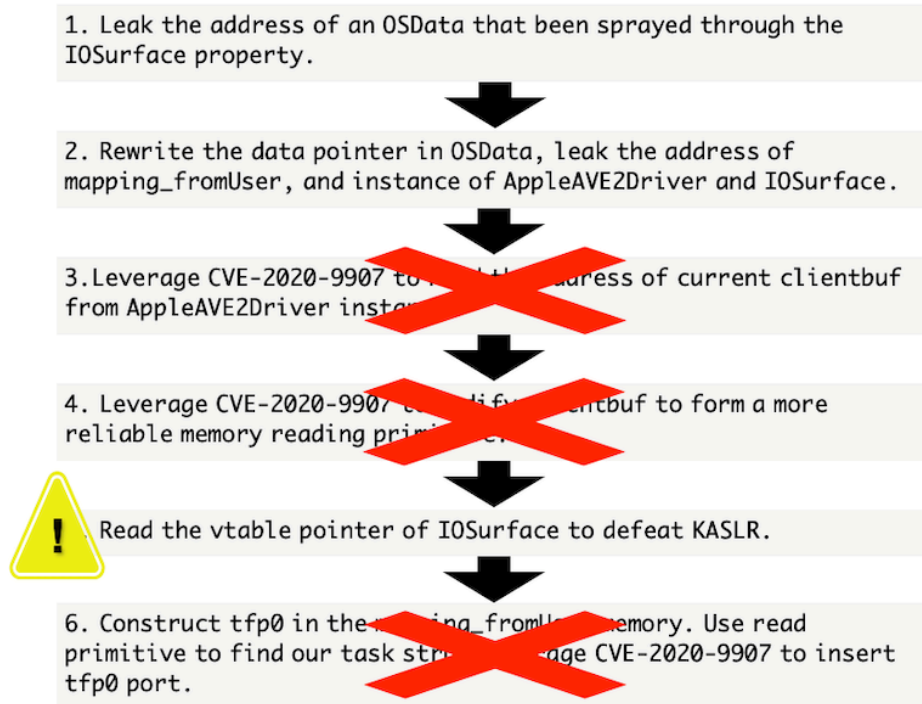 1. Leak the address of an OSData that been sprayed through the
IOSurface property.
2. Rewrite the data pointer in OSData, leak the address of
mapping_fromUser, and instance of AppleAVE2Driver and IOSurface.
3.Leverage CVE-2020-9907 to address of current clientbuf
from AppleAVE2Driver
4. Leverage CVE-2020-9907 to form a more
reliable memory reading
!
Read the vtable pointer of IOSurface to defeat KASLR.
6. Construct tfp0 in the memory. Use read
primitive to find our task CVE-2020-9907 to insert
tfp0 port.